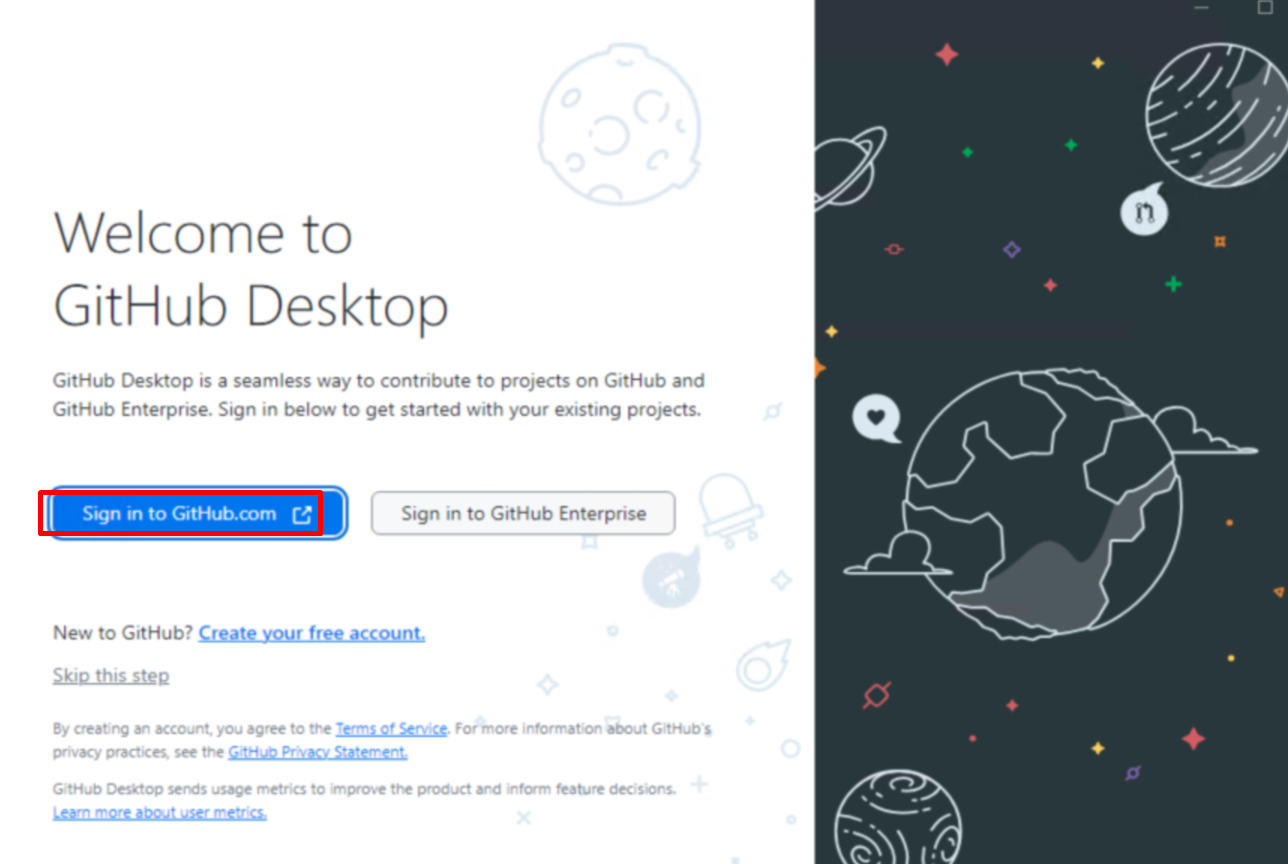 Welcome to
GitHub Desktop
GitHub Desktop is a seamless way to contribute to projects on GitHub and
GitHub Enterprise. Sign in below to get started with your existing projects.
Sign in to GitHub.com
Sign in to GitHub Enterprise
New to GitHub? Create your free account.
Skip this step
By creating an account, you agree to the Terms of Service. For more information about GitHub's
privacy practices, see the GitHub Privacy Statement.
GitHub Desktop sends usage metrics to improve the product and inform feature decisions.
Learn more about user metrics.